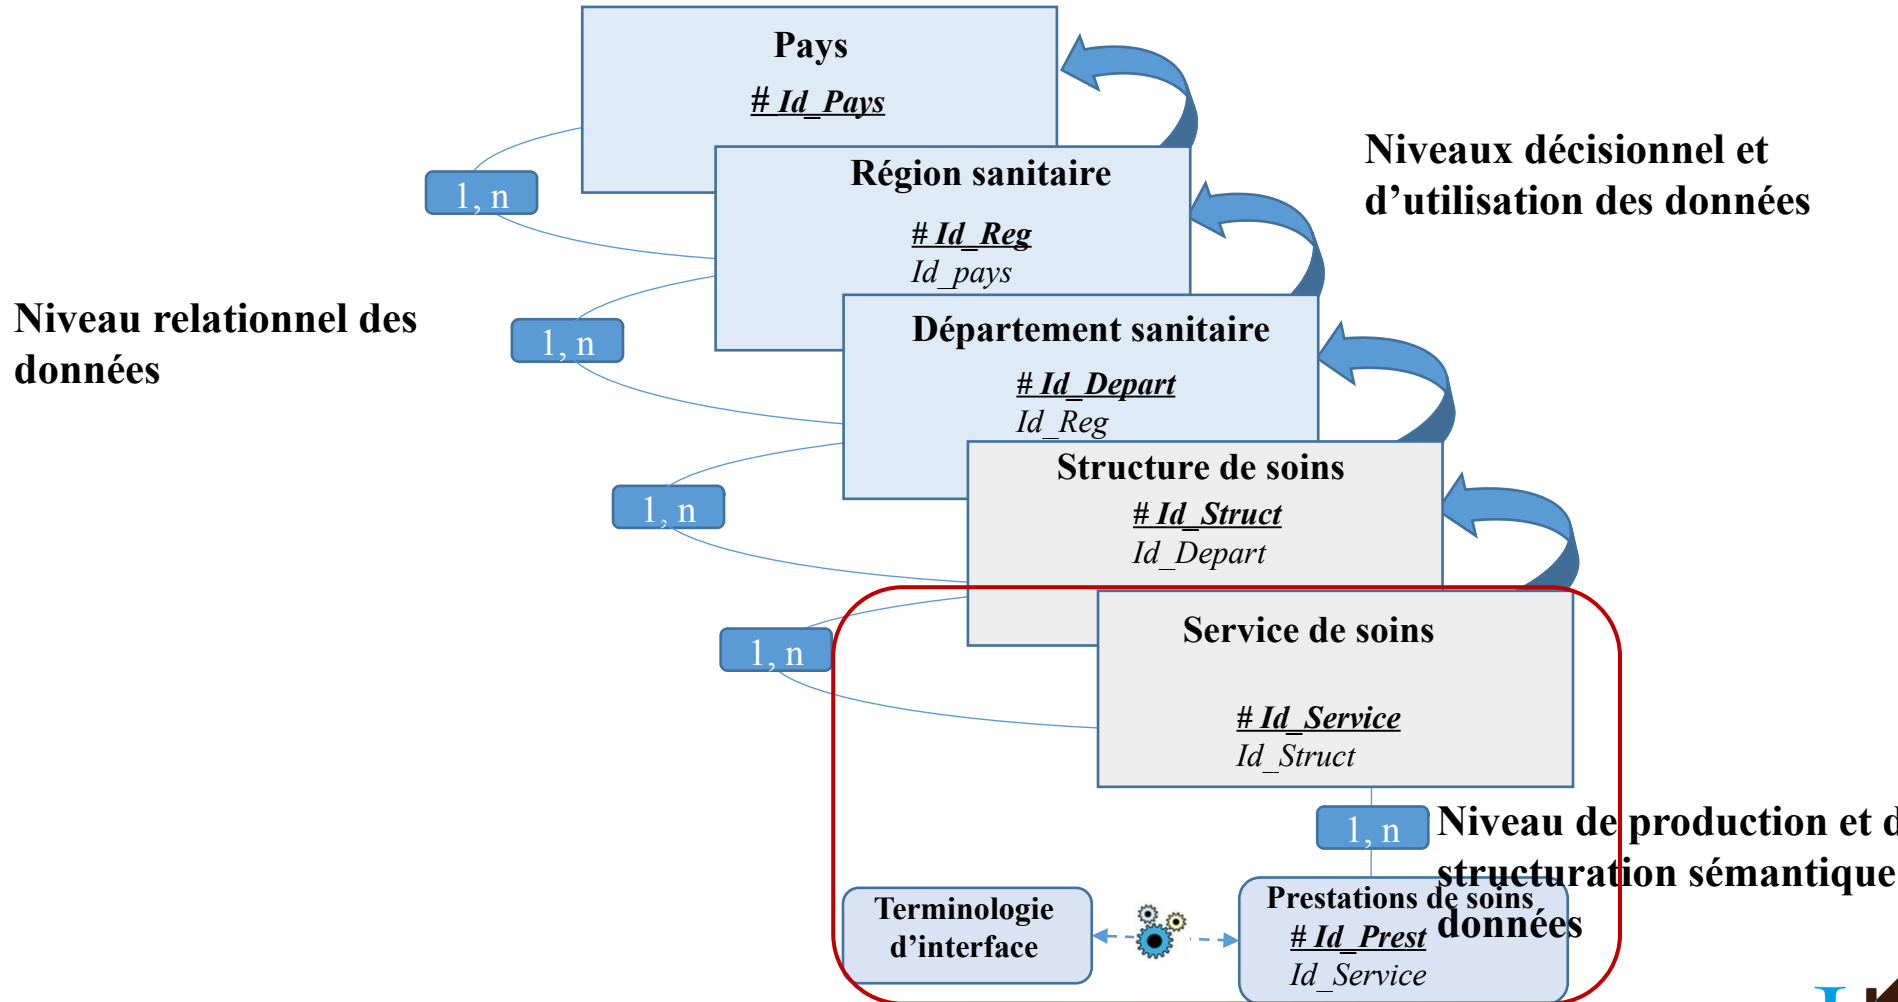 Pays
# Id_Pays
1, n
Région sanitaire
# Id_Reg
Id_pays
Niveaux décisionnel et
d’utilisation des données
Niveau relationnel des
données
1, n
Département sanitaire
# Id_Depart
Id_Reg
1, n
Structure de soins
# Id_Struct
Id_Depart
1, n
Service de soins
# Id_Service
Id_Struct
1, n
Niveau de production et d
structuration sémantique
données
Terminologie
d’interface
Prestations de soins
# Id_Prest
Id_Service